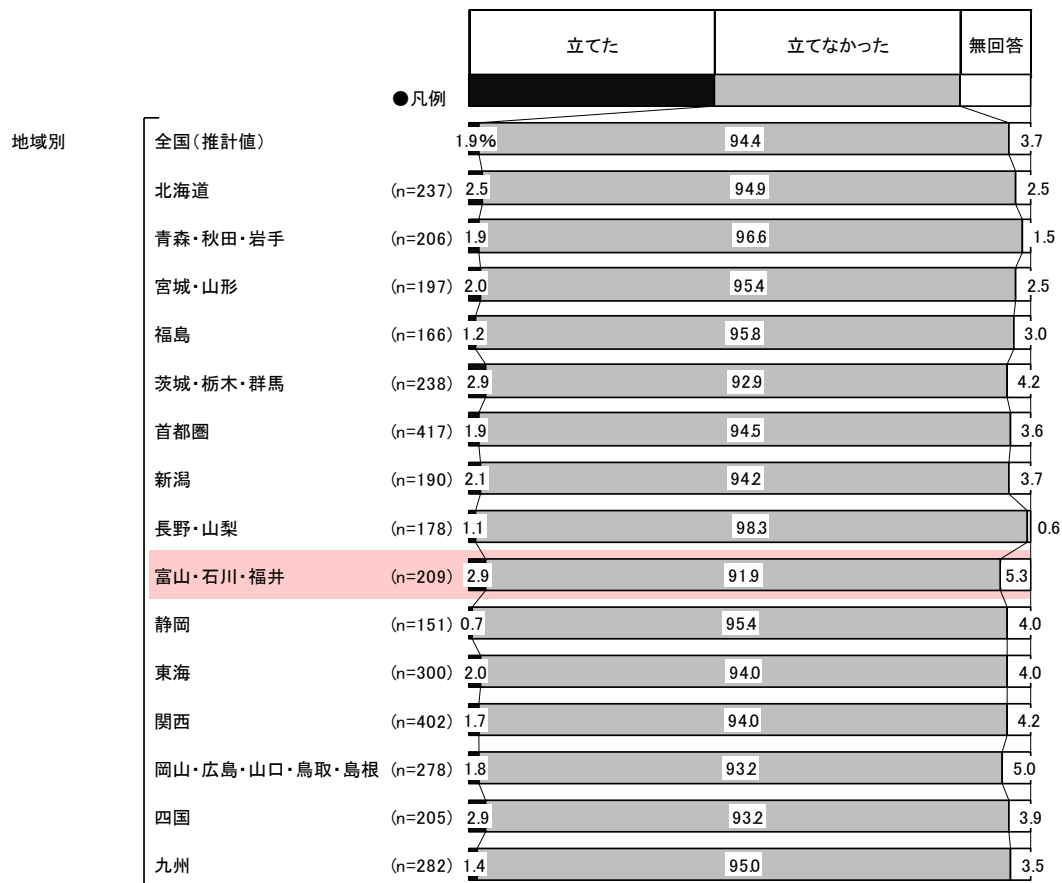 立てた 立てなかった 無回答
●凡例
地域別 全国(推計値) 1.9% 94.4 3.7
北海道 (n=237) 2.5 94.9 2.5
青森・秋田・岩手 (n=206) 1.9 96.6 1.5
宮城・山形 (n=197) 2.0 95.4 2.5
福島 (n=166) 1.2 95.8 3.0
茨城・栃木・群馬 (n=238) 2.9 92.9 4.2
首都圏 (n=417) 1.9 94.5 3.6
新潟 (n=190) 2.1 94.2 3.7
長野・山梨 (n=178) 1.1 98.3 0.6
富山・石川・福井 (n=209) 2.9 91.9 5.3
静岡 (n=151) 0.7 95.4 4.0
東海 (n=300) 2.0 94.0 4.0
関西 (n=402) 1.7 94.0 4.2
岡山・広島・山口・鳥取・島根 (n=278) 1.8 93.2 5.0
四国 (n=205) 2.9 93.2 3.9
九州 (n=282) 1.4 95.0 3.5